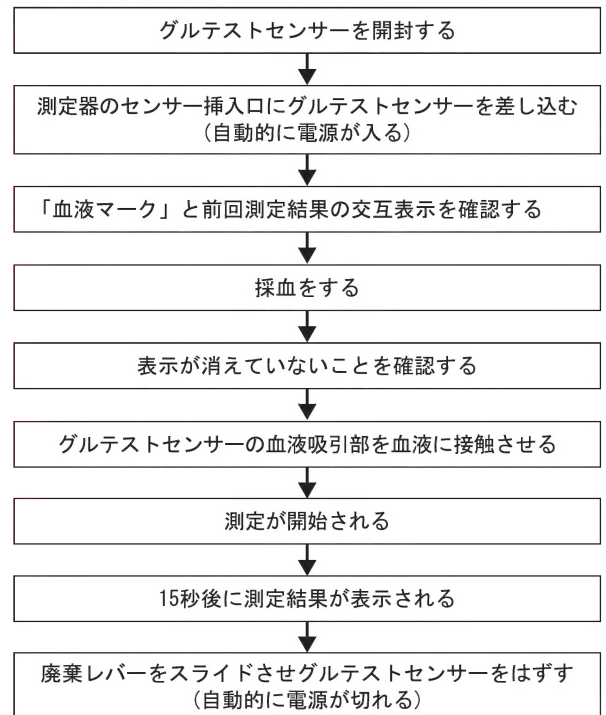 グルテストセンサーを開封する
測定器のセンサー挿入口にグルテストセンサーを差し込む
（自動的に電源が入る）
「血液マーク」と前回測定結果の交互表示を確認する
採血をする
表示が消えていないことを確認する
グルテストセンサーの血液吸引部を血液に接触させる
測定が開始される
15秒後に測定結果が表示される
廃棄レバーをスライドさせグルテストセンサーをはずす
（自動的に電源が切れる）